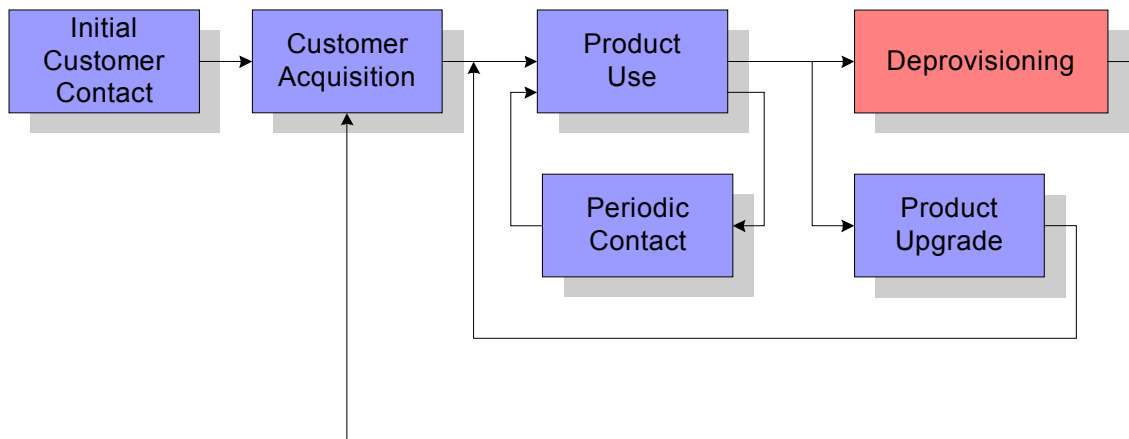 Initial
Customer
Contact
Customer
Acquisition
Product
Use
Deprovisioning
Periodic
Contact
Product
Upgrade